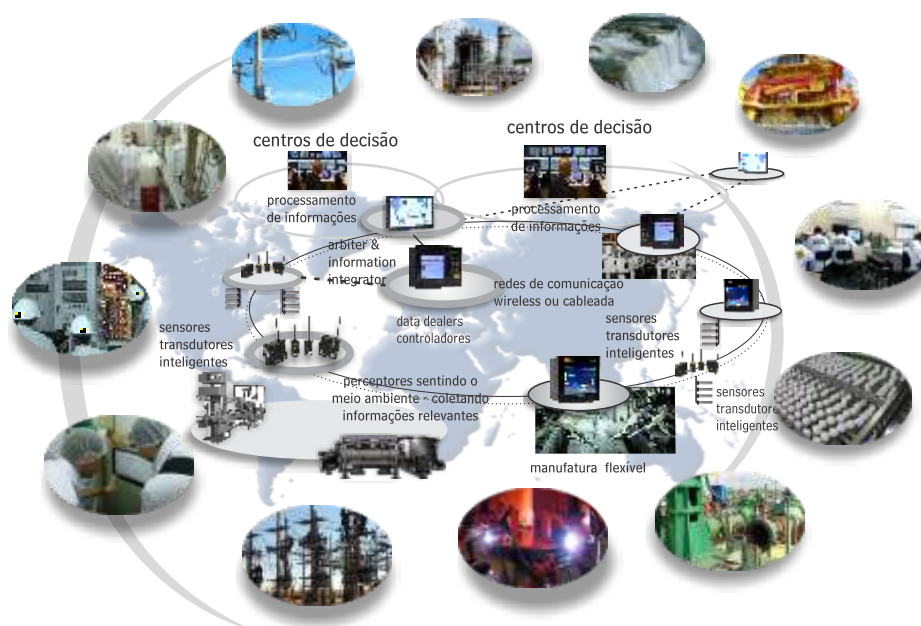 centros de decisão
centros de decisão
processamento
de informações
processamento
de informações
arbiter &
information
integrator
redes de comunicação
wireless ou cableada
data dealers
controladores
sensores
transdutores
inteligentes
sensores
transdutores
inteligentes
perceptores sentindo o
meio ambiente - coletando
informações relevantes
sensores
transdutore
inteligentes
manufatura flexível